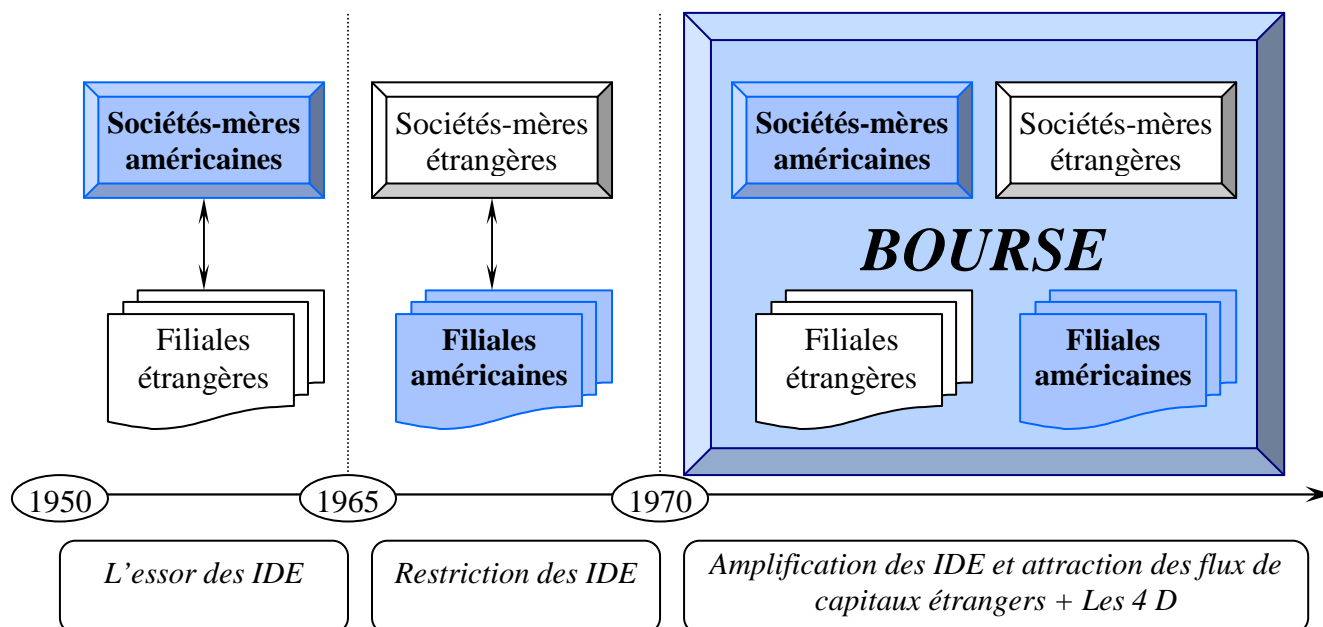 Sociétés-mères
américaines
Filiales
étrangères
Sociétés-mères
étrangères
Filiales
américaines
Sociétés-mères
américaines
Sociétés-mères
étrangères
BOURSE
Filiales
étrangères
Filiales
américaines
1950
1965
1970
L'essor des IDE
Restriction des IDE
Amplification des IDE et attraction des flux de
capitaux étrangers + Les 4 D